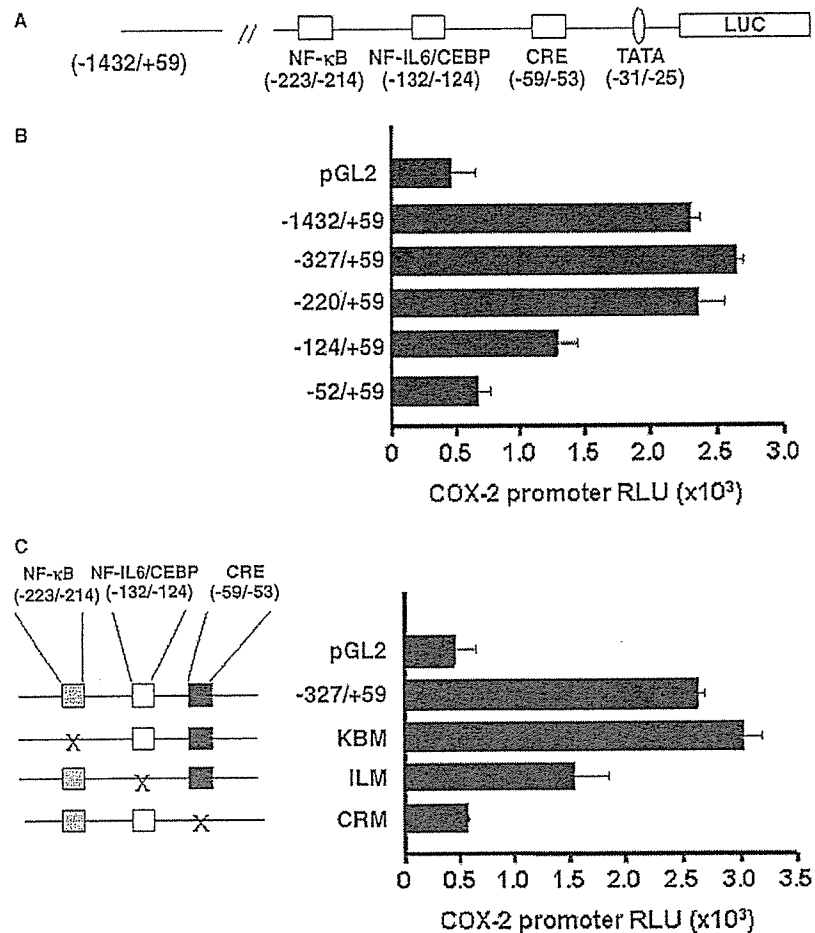 A
//
LUC
(-1432/+59)
NF-κB NF-IL6/CEBP CRE TATA
(-223/-214) (-132/-124) (-59/-53) (-31/-25)
B
pGL2
-1432/+59
-327/+59
-220/+59
-124/+59
-52/+59
0 0.5 1.0 1.5 2.0 2.5 3.0
COX-2 promoter RLU (x10³)
C
NF-κB NF-IL6/CEBP CRE
(-223/-214) (-132/-124) (-59/-53)
pGL2
-327/+59
X KBM
X ILM
X CRM
0 0.5 1.0 1.5 2.0 2.5 3.0 3.5
COX-2 promoter RLU (x10³)